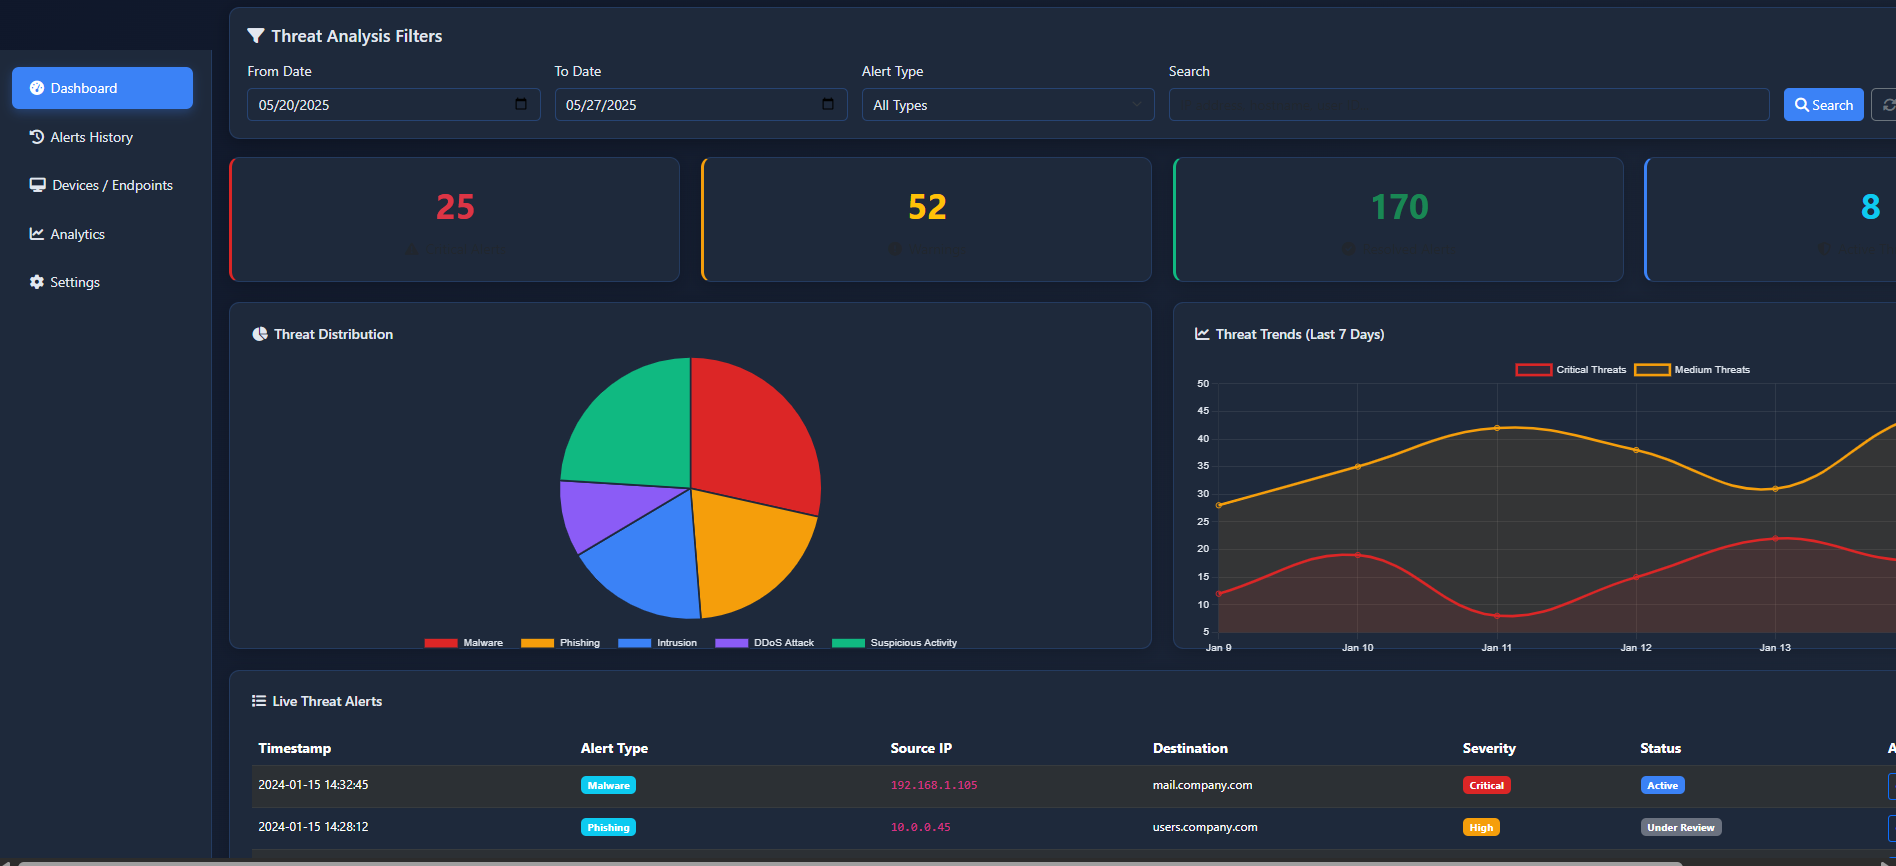 Threat Analysis Filters
From Date To Date Alert Type Search
05/20/2025 05/27/2025 All Types Search
Dashboard
Alerts History
Devices / Endpoints
Analytics
Settings
25 52 170 8
Threat Distribution
Malware Phishing Intrusion DDoS Attack Suspicious Activity
Threat Trends (Last 7 Days)
Critical Threats Medium Threats
50
45
40
35
30
25
20
15
10
5
Jan 9 Jan 10 Jan 11 Jan 12 Jan 13
Live Threat Alerts
Timestamp Alert Type Source IP Destination Severity Status
2024-01-15 14:32:45 Malware 192.168.1.105 mail.company.com Critical Active
2024-01-15 14:28:12 Phishing 10.0.0.45 users.company.com High Under Review